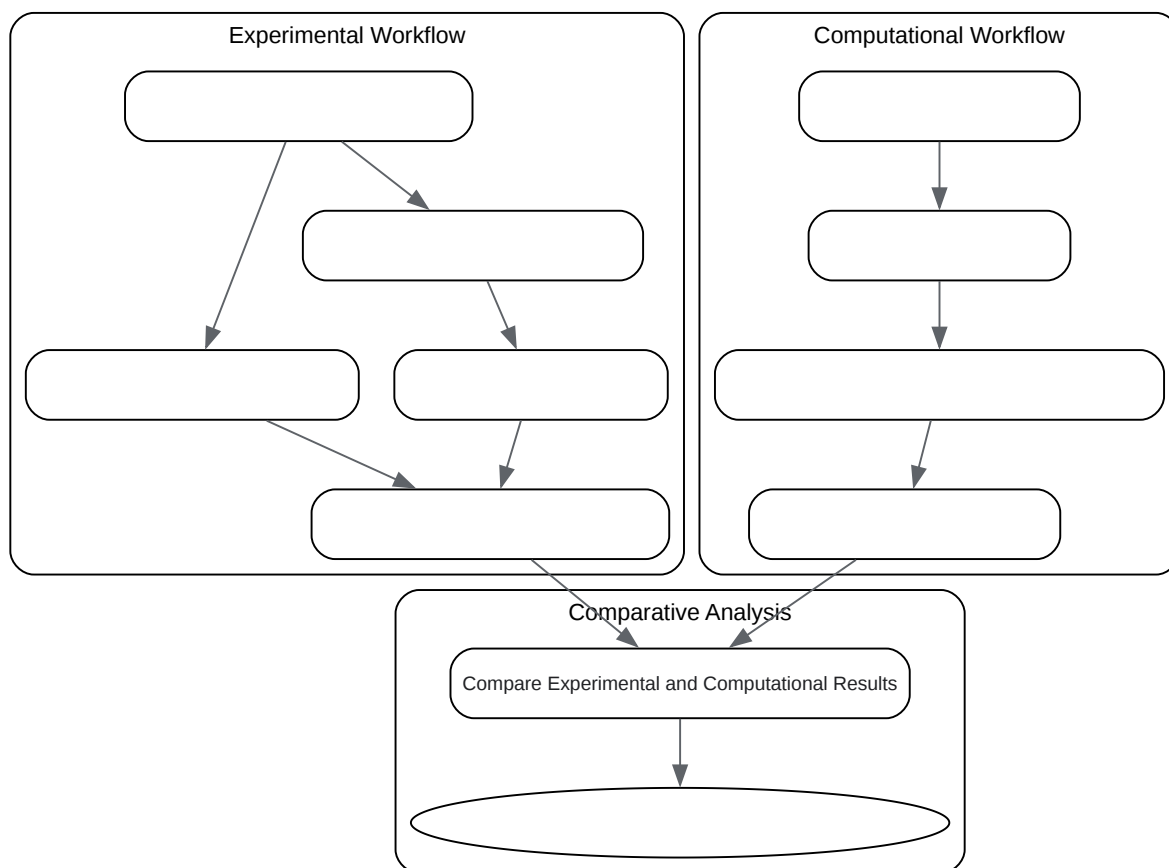 Experimental Workflow
Computational Workflow
Comparative Analysis
Compare Experimental and Computational Results